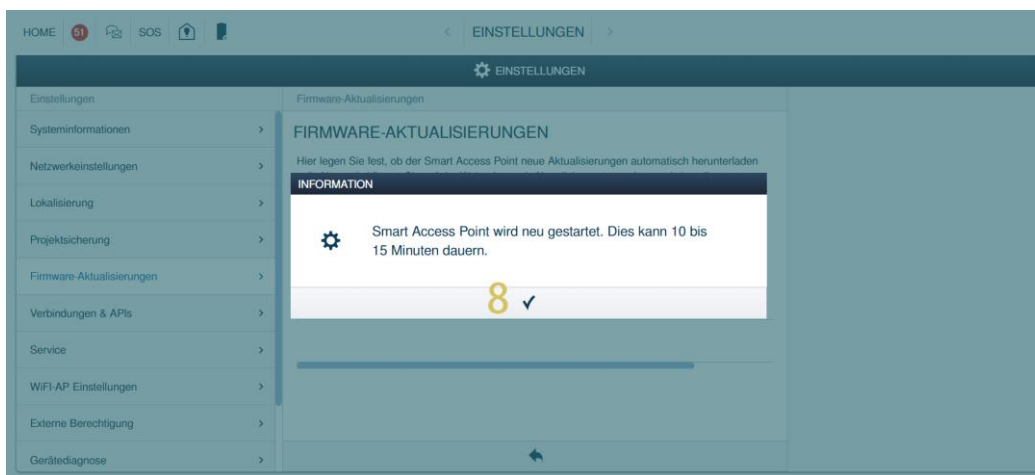 HOME 51 SOS EINSTELLUNGEN
EINSTELLUNGEN
Einstellungen
Firmware-Aktualisierungen
Systeminformationen
Netzwerkeinstellungen
Lokalisierung
Projektsicherung
Firmware-Aktualisierungen
Verbindungen & APIs
Service
WiFI-AP Einstellungen
Externe Berechtigung
Gerätediagnose
FIRMWARE-AKTUALISIERUNGEN
Hier legen Sie fest, ob der Smart Access Point neue Aktualisierungen automatisch herunterladen
INFORMATION
Smart Access Point wird neu gestartet. Dies kann 10 bis
15 Minuten dauern.
8